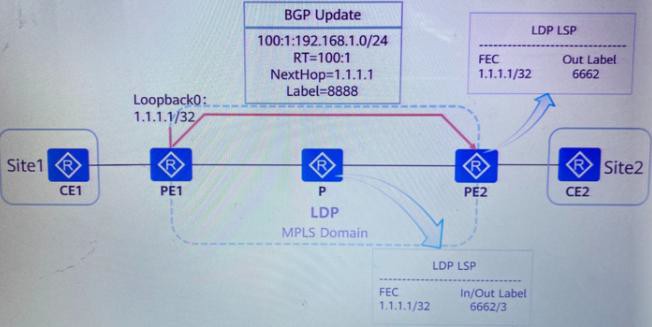 BGP Update
100:1:192.168.1.0/24
RT=100:1
NextHop=1.1.1.1
Label=8888
LDP LSP
FEC Out Label
1.1.1.1/32 6662
Loopback0:
1.1.1.1/32
Site1
R
CE1
R
PE1
R
P
R
PE2
R
CE2
Site2
LDP
MPLS Domain
LDP LSP
FEC In/Out Label
1.1.1.1/32 6662/3